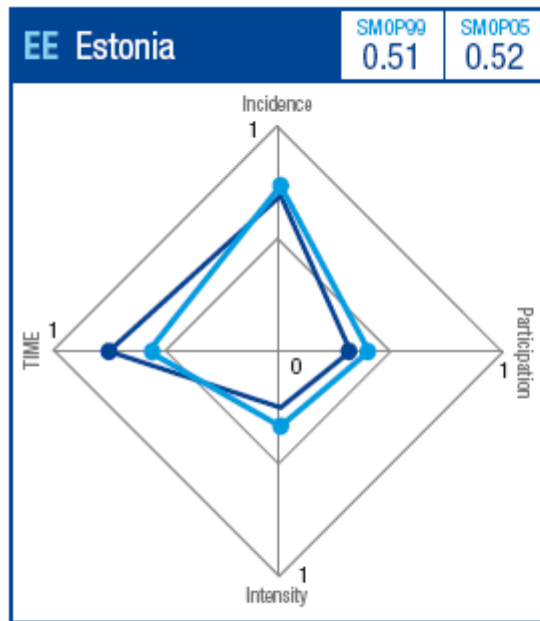 EE Estonia
SM0P99 SM0P05
0.51 0.52
Incidence
1
TIME
1
0
1
Participation
1
Intensity